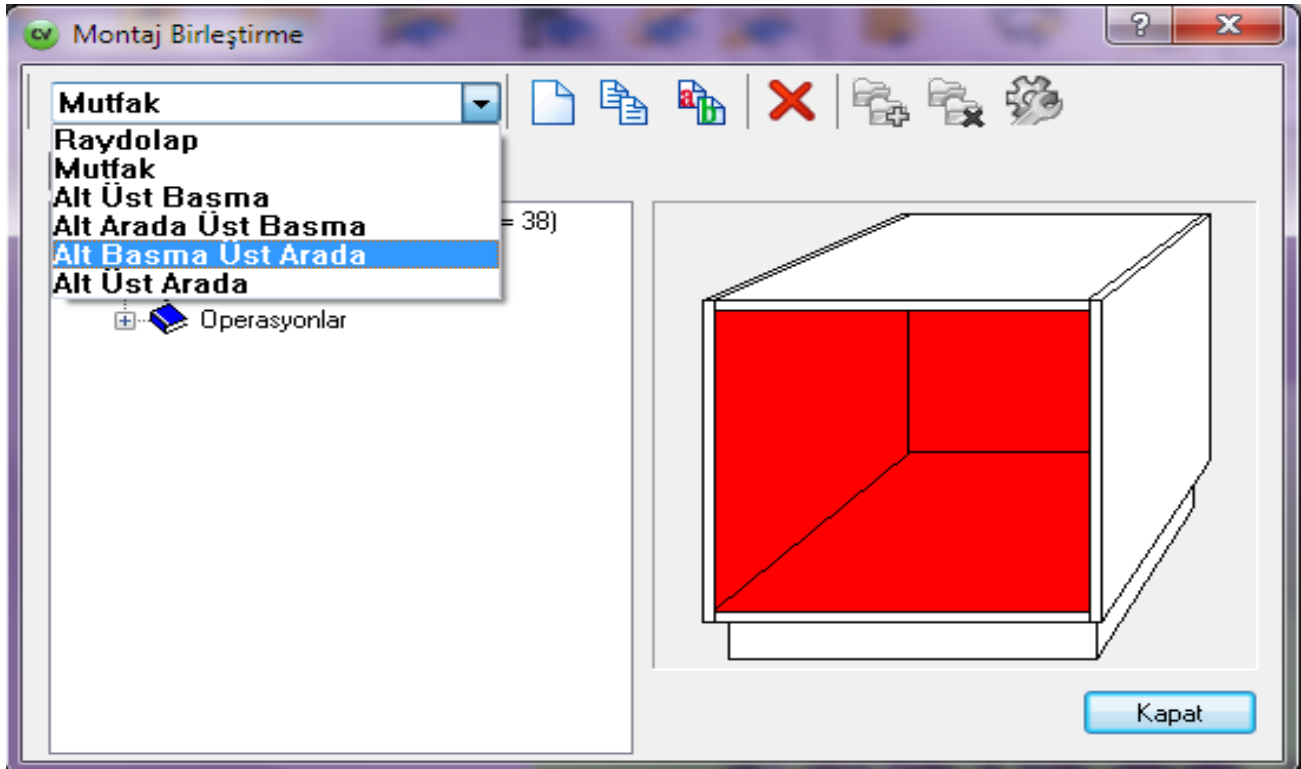 cv Montaj Birleştirme
Mutfak
Raydolap
Mutfak
Alt Üst Basma
Alt Arada Üst Basma
= 38)
Alt Basma Üst Arada
Alt Üst Arada
Operasyonlar
Kapat